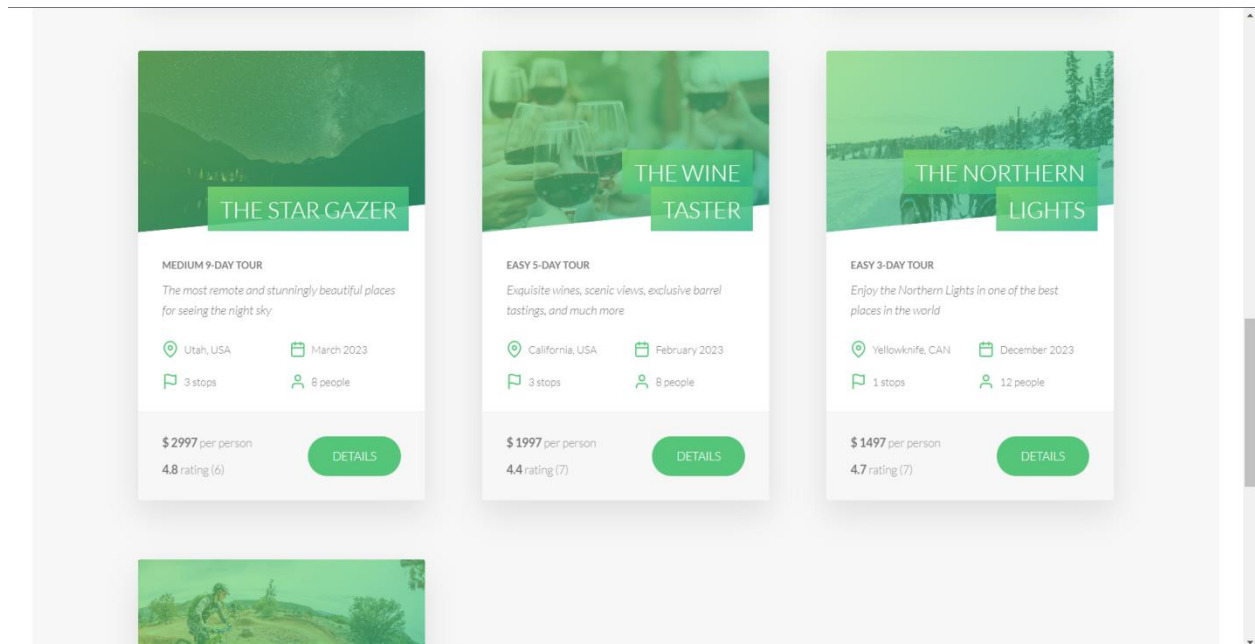 THE STAR GAZER
MEDIUM 9-DAY TOUR
The most remote and stunningly beautiful places
for seeing the night sky
Utah, USA
March 2023
3 stops
8 people
$ 2997 per person
4.8 rating (6)
DETAILS
THE WINE
TASTER
EASY 5-DAY TOUR
Exquisite wines, scenic views, exclusive barrel
tastings, and much more
California, USA
February 2023
3 stops
8 people
$ 1997 per person
4.4 rating (7)
DETAILS
THE NORTHERN
LIGHTS
EASY 3-DAY TOUR
Enjoy the Northern Lights in one of the best
places in the world
Yellowknife, CAN
December 2023
1 stops
12 people
$ 1497 per person
4.7 rating (7)
DETAILS